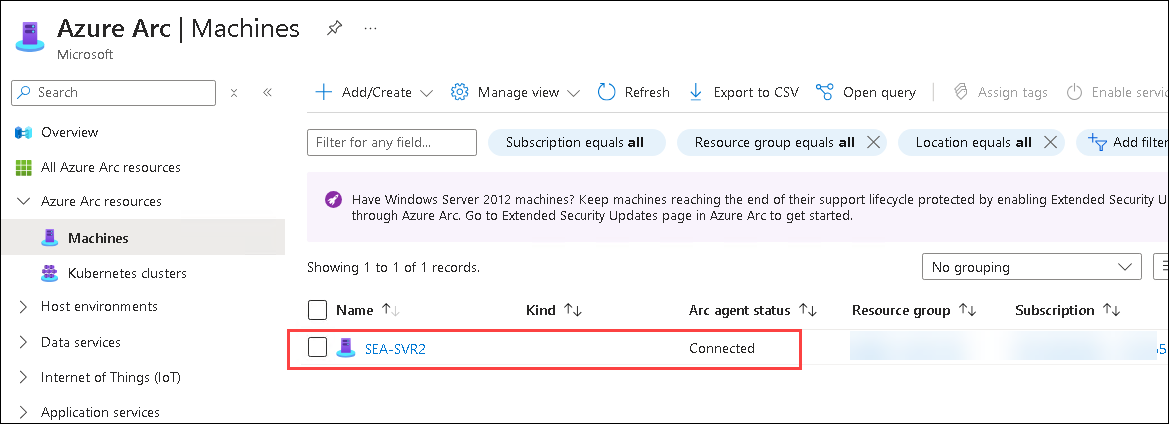 Azure Arc | Machines
Microsoft
Search
Add/Create
Manage view
Refresh
Export to CSV
Open query
Assign tags
Enable servic
Overview
All Azure Arc resources
Azure Arc resources
Machines
Kubernetes clusters
Host environments
Data services
Internet of Things (IoT)
Application services
Filter for any field...
Subscription equals all
Resource group equals all
Location equals all
Add filter
Have Windows Server 2012 machines? Keep machines reaching the end of their support lifecycle protected by enabling Extended Security U
through Azure Arc. Go to Extended Security Updates page in Azure Arc to get started.
Showing 1 to 1 of 1 records.
No grouping
Name
Kind
Arc agent status
Resource group
Subscription
SEA-SVR2
Connected